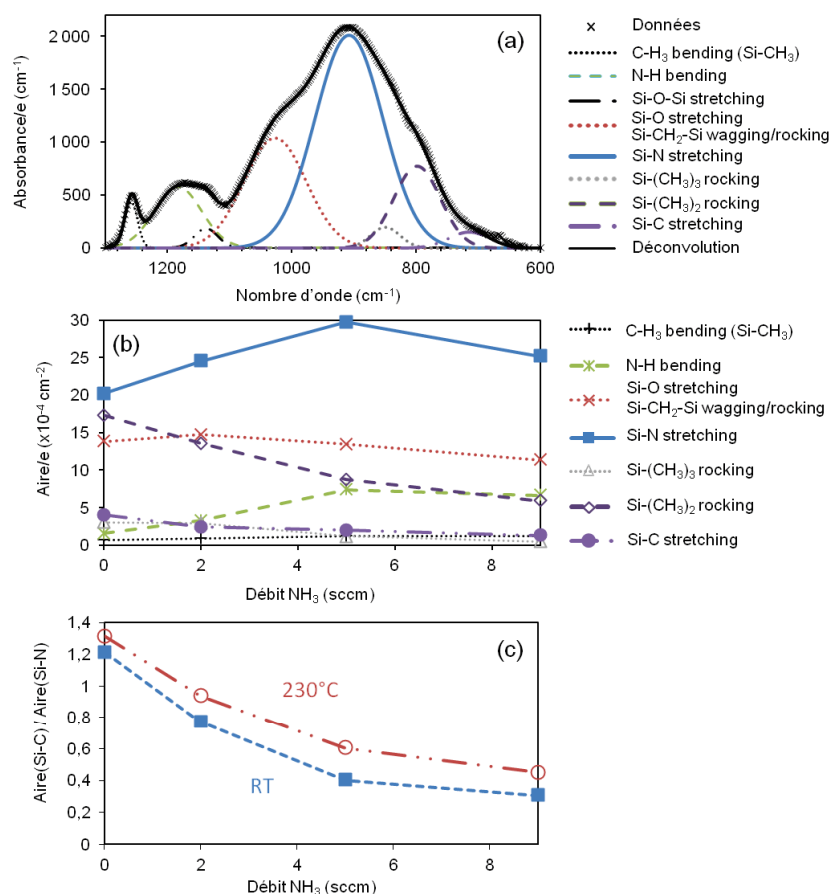 (a)
Absorbance/e (cm⁻¹)
2 000
1 500
1 000
500
0
1200
1000
800
600
Nombre d'onde (cm⁻¹)
Données
C-H₃ bending (Si-CH₃)
N-H bending
Si-O-Si stretching
Si-O stretching
Si-CH₂-Si wagging/rocking
Si-N stretching
Si-(CH₃)₃ rocking
Si-(CH₃)₂ rocking
Si-C stretching
Déconvolution
(b)
Aire/e (x10⁻⁴ cm⁻²)
30
25
20
15
10
5
0
0
2
4
6
8
Débit NH₃ (sccm)
C-H₃ bending (Si-CH₃)
N-H bending
Si-O stretching
Si-CH₂-Si wagging/rocking
Si-N stretching
Si-(CH₃)₃ rocking
Si-(CH₃)₂ rocking
Si-C stretching
(c)
Aire(Si-C) / Aire(Si-N)
1,4
1,2
1
0,8
0,6
0,4
0,2
0
230°C
RT
0
2
4
6
8
Débit NH₃ (sccm)